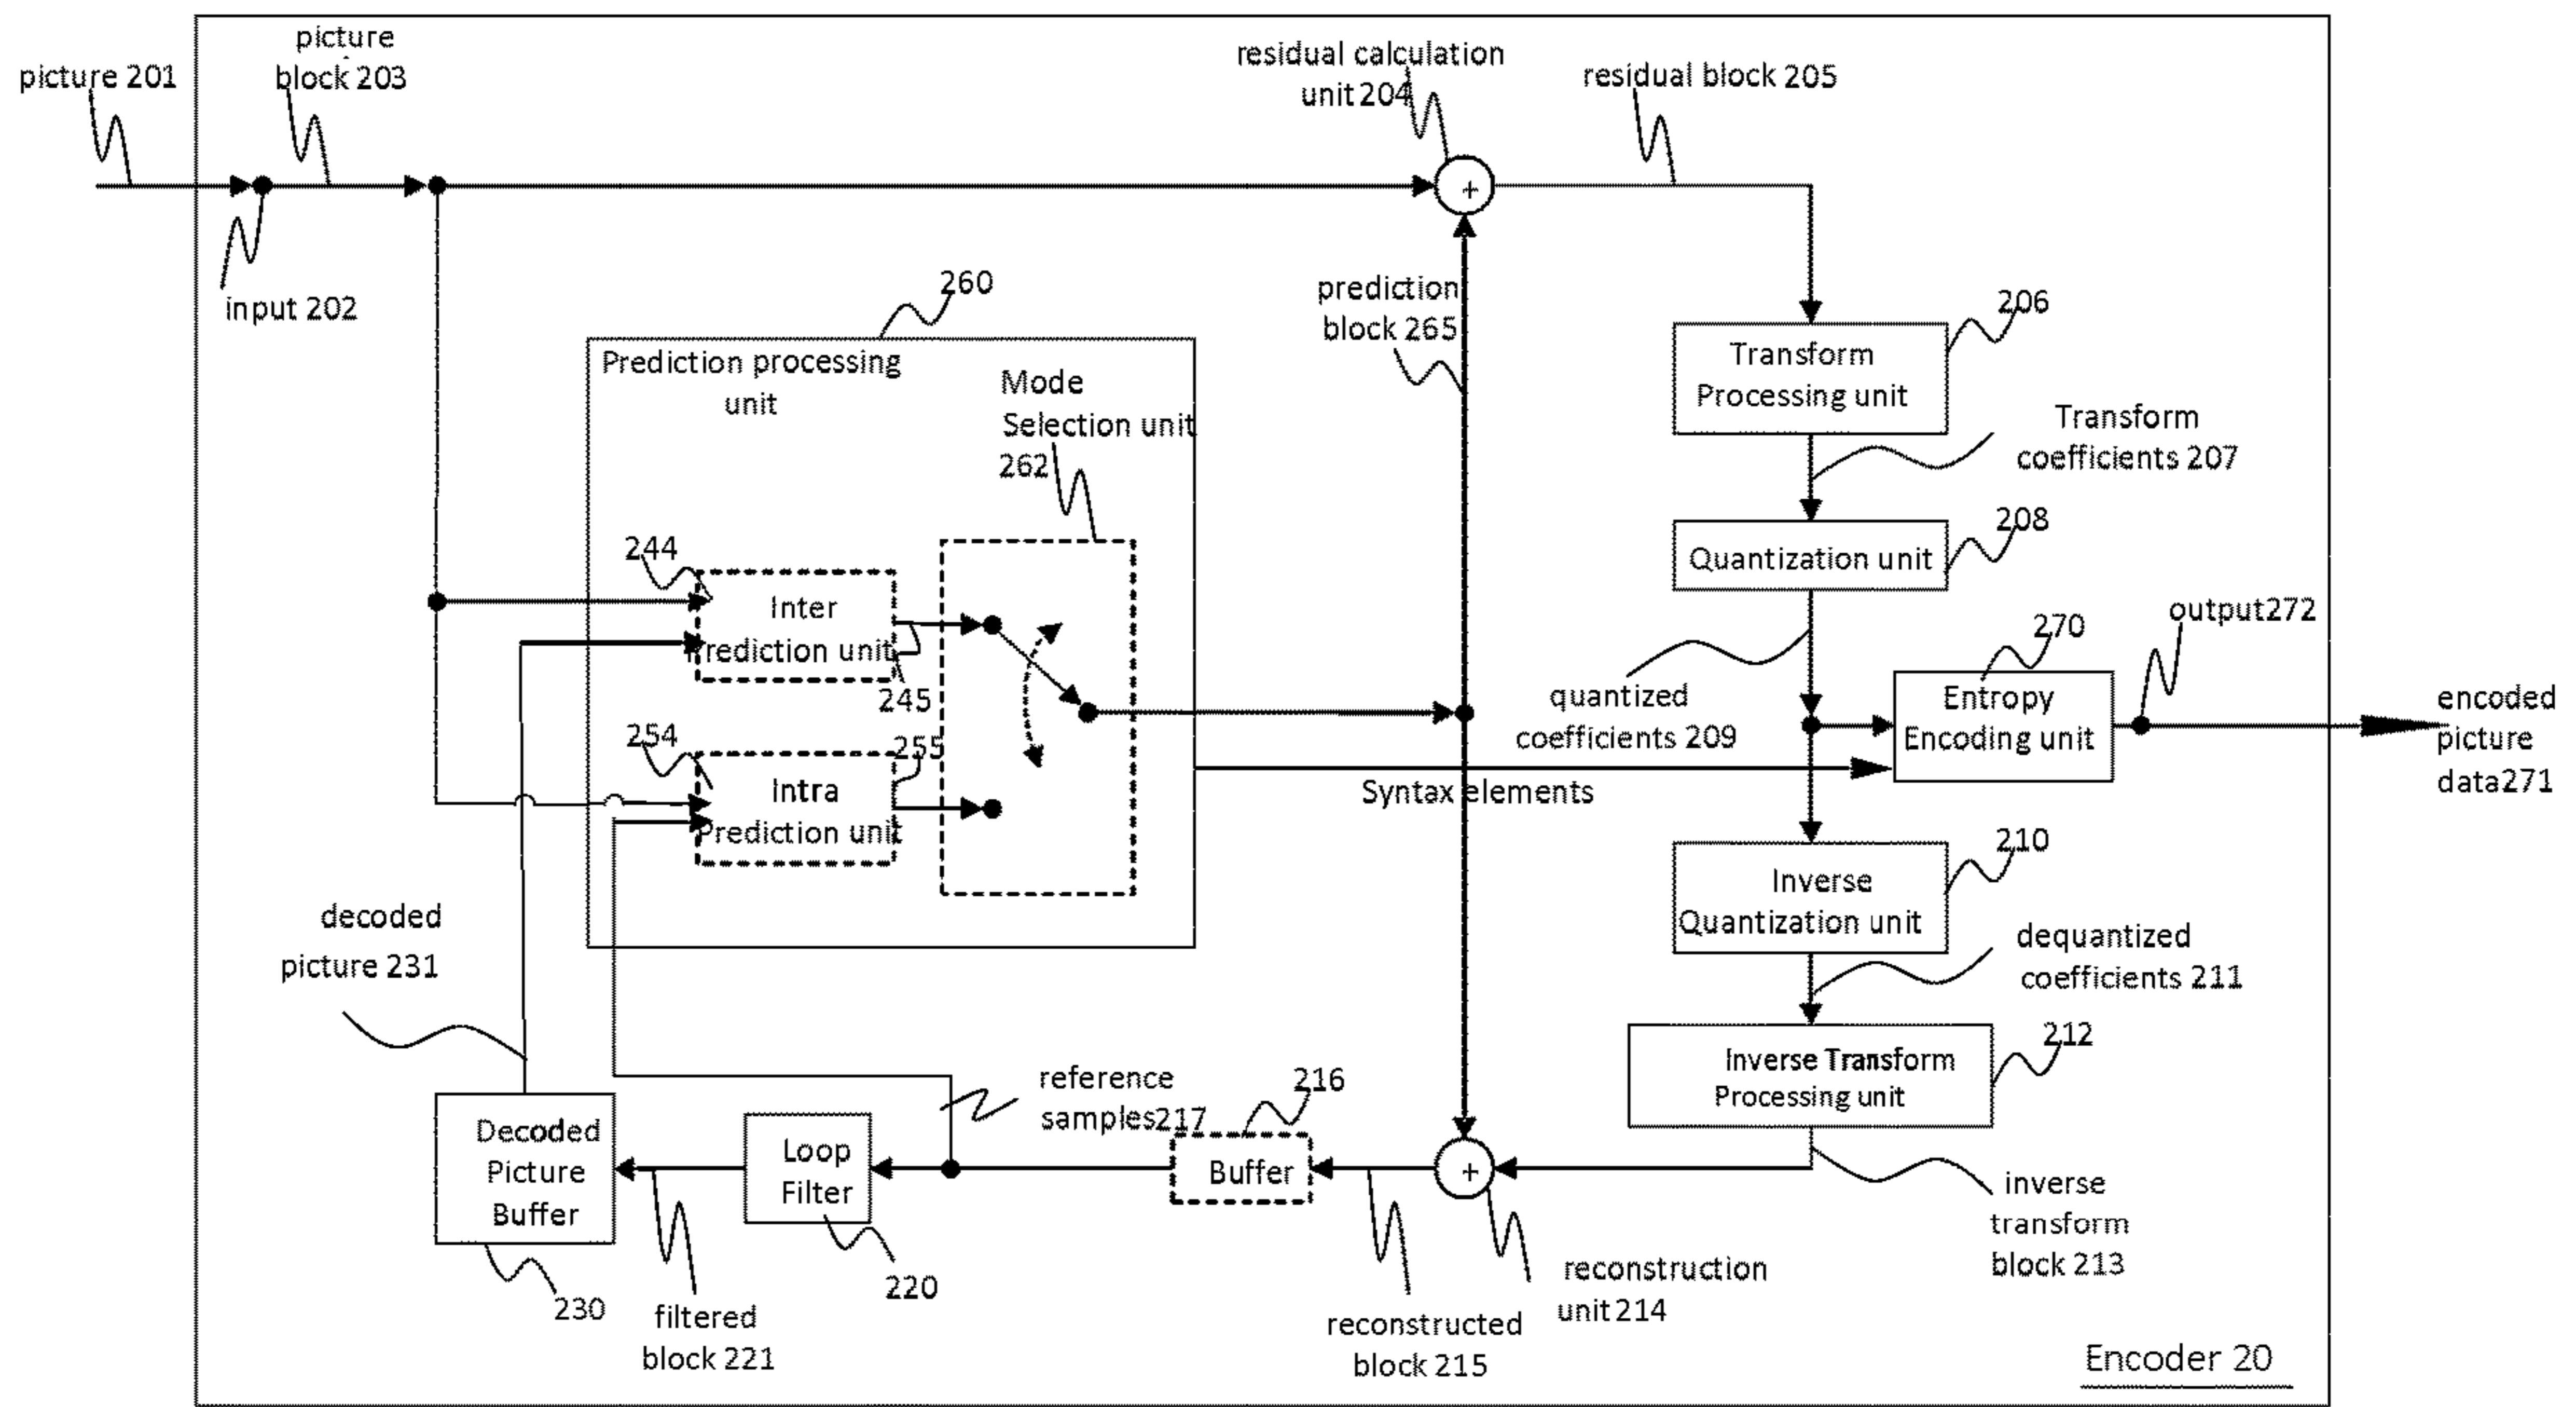 picture 201
picture
block 203
input 202
residual calculation
unit 204
residual block 205
260
Prediction processing
unit
Mode
Selection unit
262
prediction
block 265
206
Transform
Processing unit
Transform
coefficients 207
208
Quantization unit
244
Inter
Prediction unit
245
254
255
Intra
Prediction unit
quantized
coefficients 209
Syntax elements
270
Entropy
Encoding unit
output272
encoded
picture
data271
210
Inverse
Quantization unit
dequantized
coefficients 211
212
Inverse Transform
Processing unit
inverse
transform
block 213
decoded
picture 231
reference
samples217
216
Buffer
Loop
Filter
220
Decoded
Picture
Buffer
230
filtered
block 221
reconstructed
block 215
reconstruction
unit 214
Encoder 20